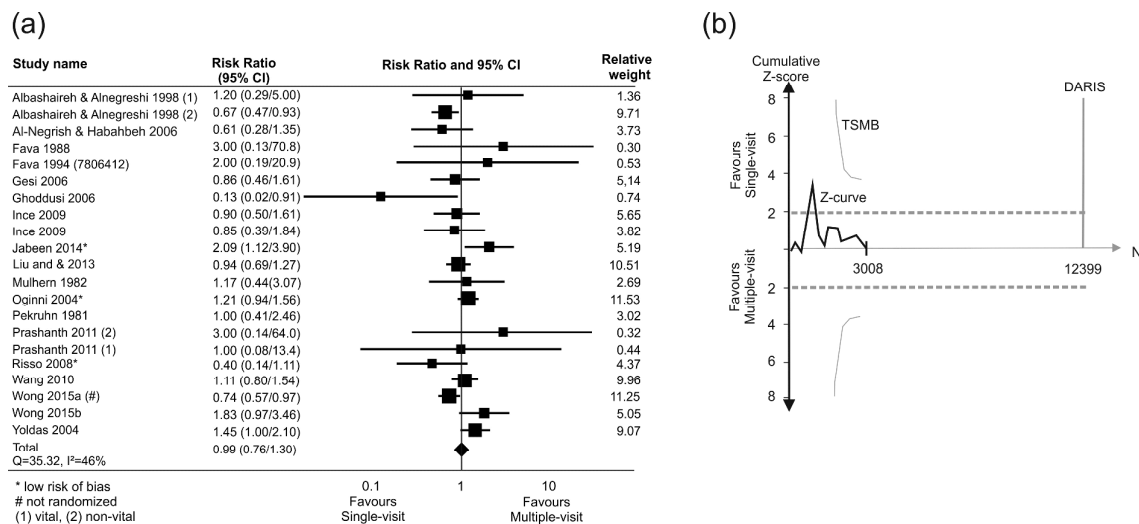 (a)
Study name Risk Ratio (95% CI) Risk Ratio and 95% CI Relative weight
Albashaireh & Alnegreshi 1998 (1) 1.20 (0.29/5.00) 1.36
Albashaireh & Alnegreshi 1998 (2) 0.67 (0.47/0.93) 9.71
Al-Negrish & Habahbeh 2006 0.61 (0.28/1.35) 3.73
Fava 1988 3.00 (0.13/70.8) 0.30
Fava 1994 (7806412) 2.00 (0.19/20.9) 0.53
Gesi 2006 0.86 (0.46/1.61) 5,14
Ghoddusi 2006 0.13 (0.02/0.91) 0.74
Ince 2009 0.90 (0.50/1.61) 5.65
Ince 2009 0.85 (0.39/1.84) 3.82
Jabeen 2014* 2.09 (1.12/3.90) 5.19
Liu and & 2013 0.94 (0.69/1.27) 10.51
Mulhern 1982 1.17 (0.44/3.07) 2.69
Oginni 2004* 1.21 (0.94/1.56) 11.53
Pekruhn 1981 1.00 (0.41/2.46) 3.02
Prashanth 2011 (2) 3.00 (0.14/64.0) 0.32
Prashanth 2011 (1) 1.00 (0.08/13.4) 0.44
Risso 2008* 0.40 (0.14/1.11) 4.37
Wang 2010 1.11 (0.80/1.54) 9.96
Wong 2015a (#) 0.74 (0.57/0.97) 11.25
Wong 2015b 1.83 (0.97/3.46) 5.05
Yoldas 2004 1.45 (1.00/2.10) 9.07
Total 0.99 (0.76/1.30)
Q=35.32, I²=46%
* low risk of bias
# not randomized
(1) vital, (2) non-vital
0.1 1 10
Favours Single-visit Favours Multiple-visit
(b)
Cumulative Z-score
DARIS
8
TSMB
6
4
Favours Single-visit
Z-curve
2
N
3008 12399
2
Favours Multiple-visit
4
6
8